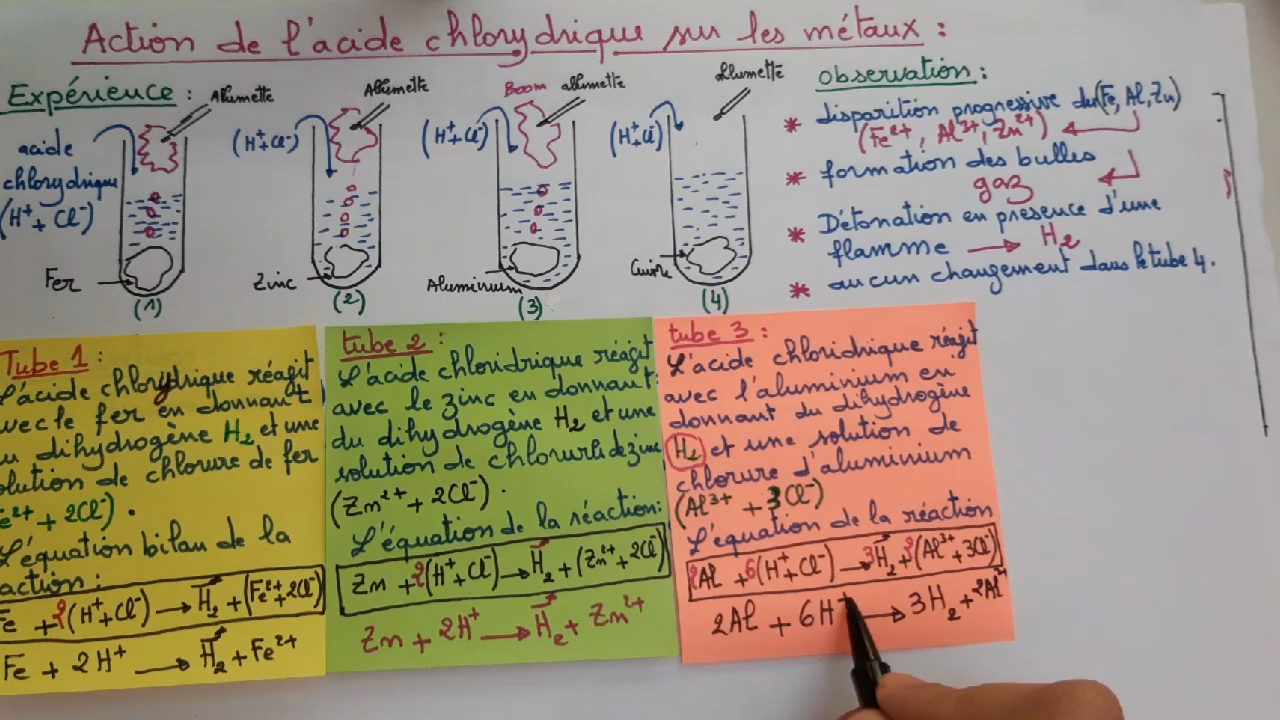 Action de l'acide chlorydrique sur les métaux :
Expérience :
Allumette
Allumette
Boom
allumette
Allumette
acide
chlorydrique
(H⁺ + Cl⁻)
(H⁺+Cl⁻)
(H⁺+Cl⁻)
(H⁺+Cl⁻)
Fer
Zinc
Aluminium
Cuivre
(1)
(2)
(3)
(4)
Observation :
* disparition progressive du (Fe, Al, Zn)
(Fe²⁺, Al³⁺, Zn²⁺)
* formation des bulles
gaz
* Détonation en présence d'une
flamme → H₂
* aucun changement dans le tube 4.
Tube 1 :
L'acide chlorydrique réagit
avec le fer en donnant
du dihydrogène H₂ et une
solution de chlorure de fer
(Fe²⁺ + 2Cl⁻).
L'équation bilan de la
action :
Fe + 2(H⁺+Cl⁻) → H₂ + (Fe²⁺+2Cl⁻)
Fe + 2H⁺ → H₂ + Fe²⁺
tube 2 :
L'acide chloridrique réagit
avec le zinc en donnant
du dihydrogène H₂ et une
solution de chlorure de zinc
(Zn²⁺ + 2Cl⁻).
L'équation de la réaction :
Zn + 2(H⁺+Cl⁻) → H₂ + (Zn²⁺+2Cl⁻)
Zn + 2H⁺ → H₂ + Zn²⁺
tube 3 :
L'acide chloridrique réagit
avec l'aluminium en
donnant du dihydrogène
H₂ et une solution de
chlorure d'aluminium
(Al³⁺ + 3Cl⁻)
L'équation de la réaction
2Al + 6(H⁺+Cl⁻) → 3H₂ + 2(Al³⁺+3Cl⁻)
2Al + 6H⁺ → 3H₂ + 2Al